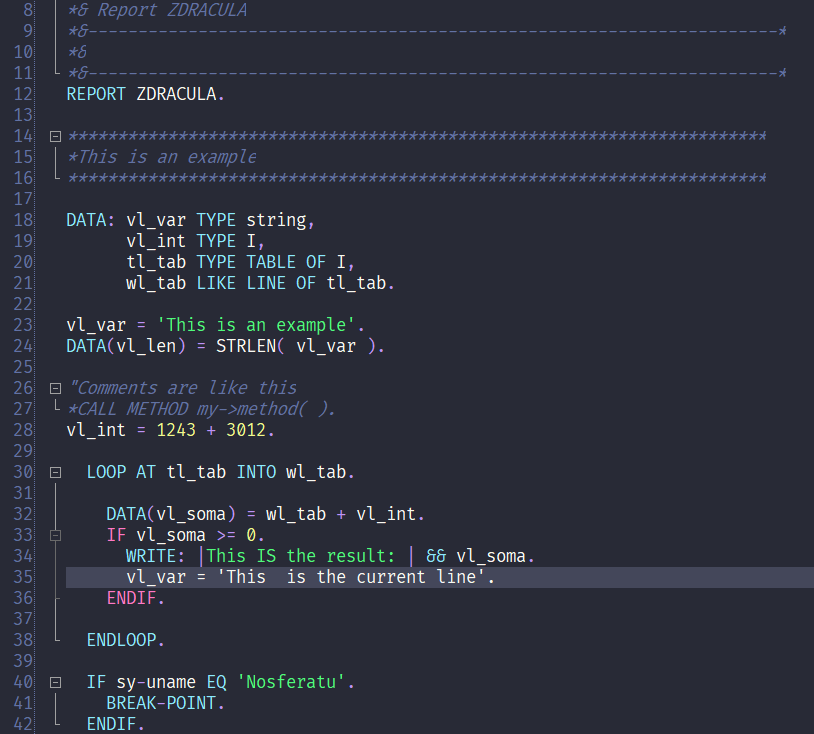 8 *& Report ZDRACULA
9 *&---------------------------------------------------------------------*
10 *&
11 *&---------------------------------------------------------------------*
12 REPORT ZDRACULA.
13
14 **********************************************************************
15 *This is an example
16 **********************************************************************
17
18 DATA: vl_var TYPE string,
19       vl_int TYPE I,
20       tl_tab TYPE TABLE OF I,
21       wl_tab LIKE LINE OF tl_tab.
22
23 vl_var = 'This is an example'.
24 DATA(vl_len) = STRLEN( vl_var ).
25
26 "Comments are like this
27 *CALL METHOD my->method( ).
28 vl_int = 1243 + 3012.
29
30   LOOP AT tl_tab INTO wl_tab.
31
32     DATA(vl_soma) = wl_tab + vl_int.
33     IF vl_soma >= 0.
34       WRITE: |This IS the result: | && vl_soma.
35       vl_var = 'This  is the current line'.
36     ENDIF.
37
38   ENDLOOP.
39
40   IF sy-uname EQ 'Nosferatu'.
41     BREAK-POINT.
42   ENDIF.